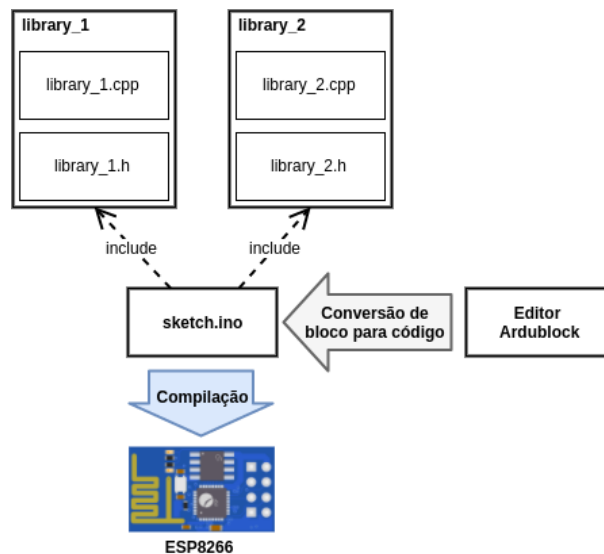 library_1
library_2
library_1.cpp
library_2.cpp
library_1.h
library_2.h
include
include
sketch.ino
Conversão de
bloco para código
Editor
Ardublock
Compilação
ESP8266